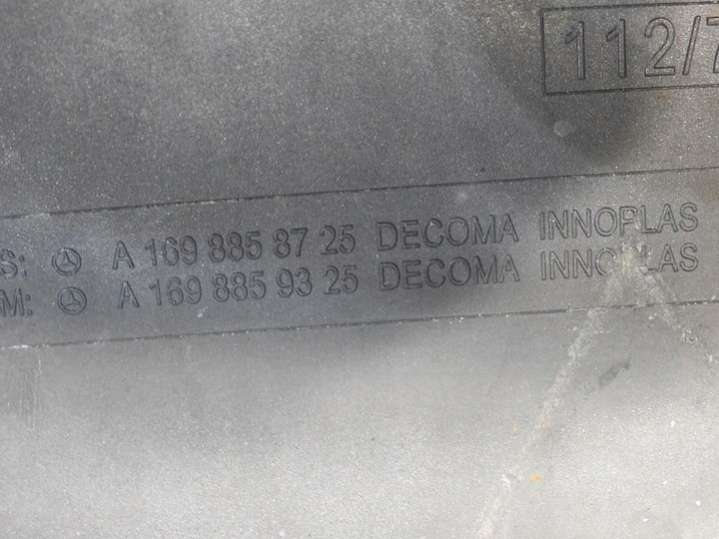 112/7
S: A 169 885 87 25 DECOMA INNOPLAS
M: A 169 885 93 25 DECOMA INNOPLAS